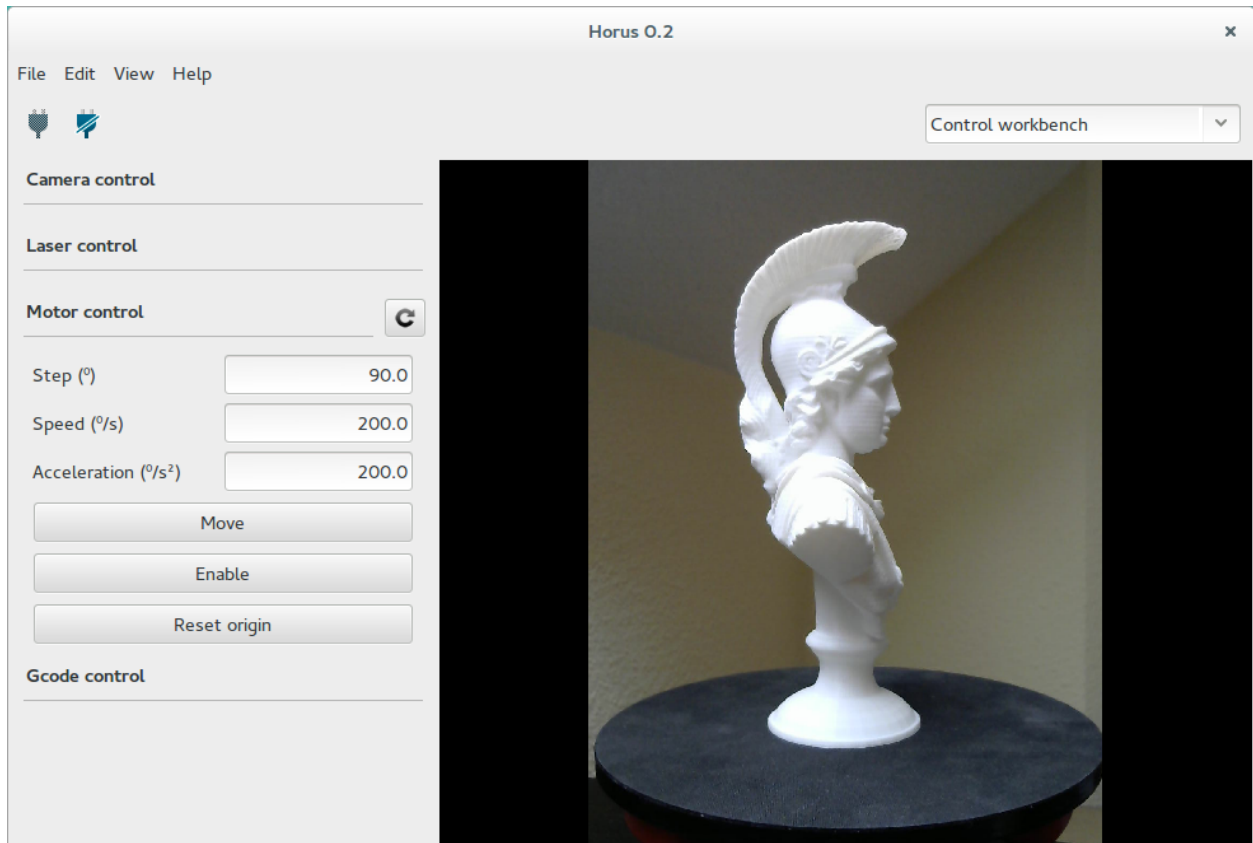 Horus 0.2
File Edit View Help
Control workbench
Camera control
Laser control
Motor control
Step (º) 90.0
Speed (º/s) 200.0
Acceleration (º/s²) 200.0
Move
Enable
Reset origin
Gcode control